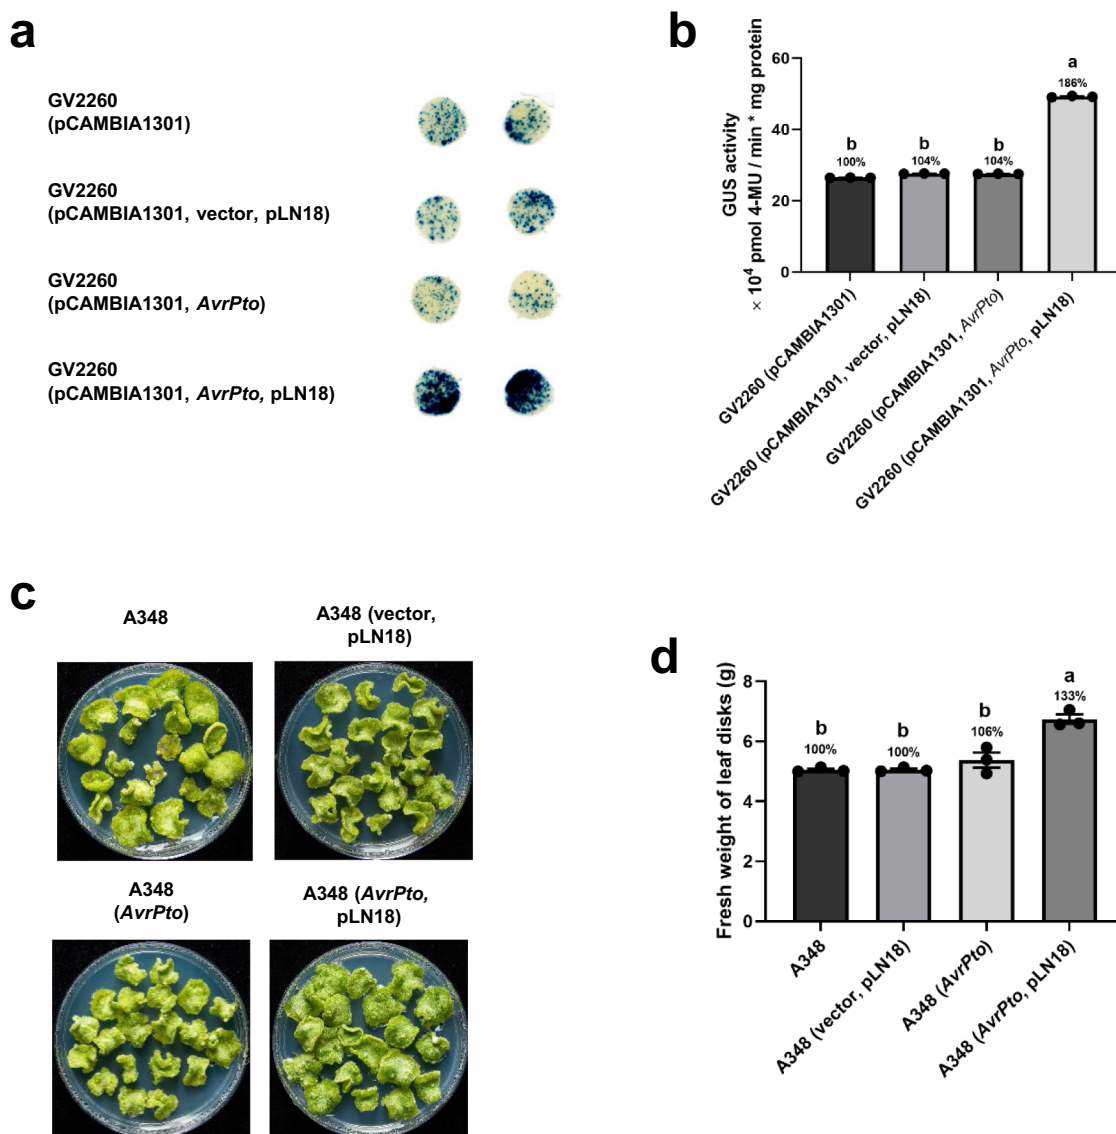 a
GV2260
(pCAMBIA1301)
GV2260
(pCAMBIA1301, vector, pLN18)
GV2260
(pCAMBIA1301, AvrPto)
GV2260
(pCAMBIA1301, AvrPto, pLN18)
b
GUS activity
× 10⁴ pmol 4-MU / min * mg protein
60
40
20
0
b
100%
b
104%
b
104%
a
186%
GV2260 (pCAMBIA1301)
GV2260 (pCAMBIA1301, vector, pLN18)
GV2260 (pCAMBIA1301, AvrPto)
GV2260 (pCAMBIA1301, AvrPto, pLN18)
c
A348
A348 (vector,
pLN18)
A348
(AvrPto)
A348 (AvrPto,
pLN18)
d
Fresh weight of leaf disks (g)
8
6
4
2
0
b
100%
b
100%
b
106%
a
133%
A348
A348 (vector, pLN18)
A348 (AvrPto)
A348 (AvrPto, pLN18)